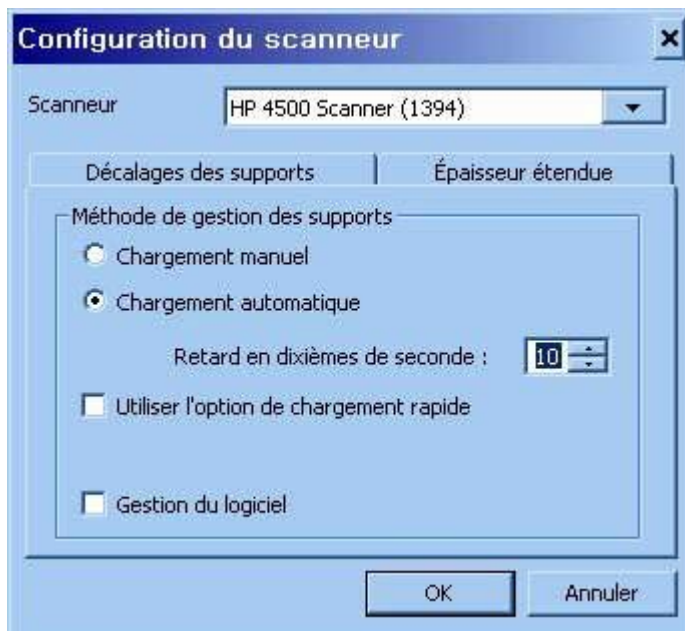 Configuration du scanneur
Scanneur
HP 4500 Scanner (1394)
Décalages des supports
Épaisseur étendue
Méthode de gestion des supports
Chargement manuel
Chargement automatique
Retard en dixièmes de seconde : 10
Utiliser l'option de chargement rapide
Gestion du logiciel
OK
Annuler